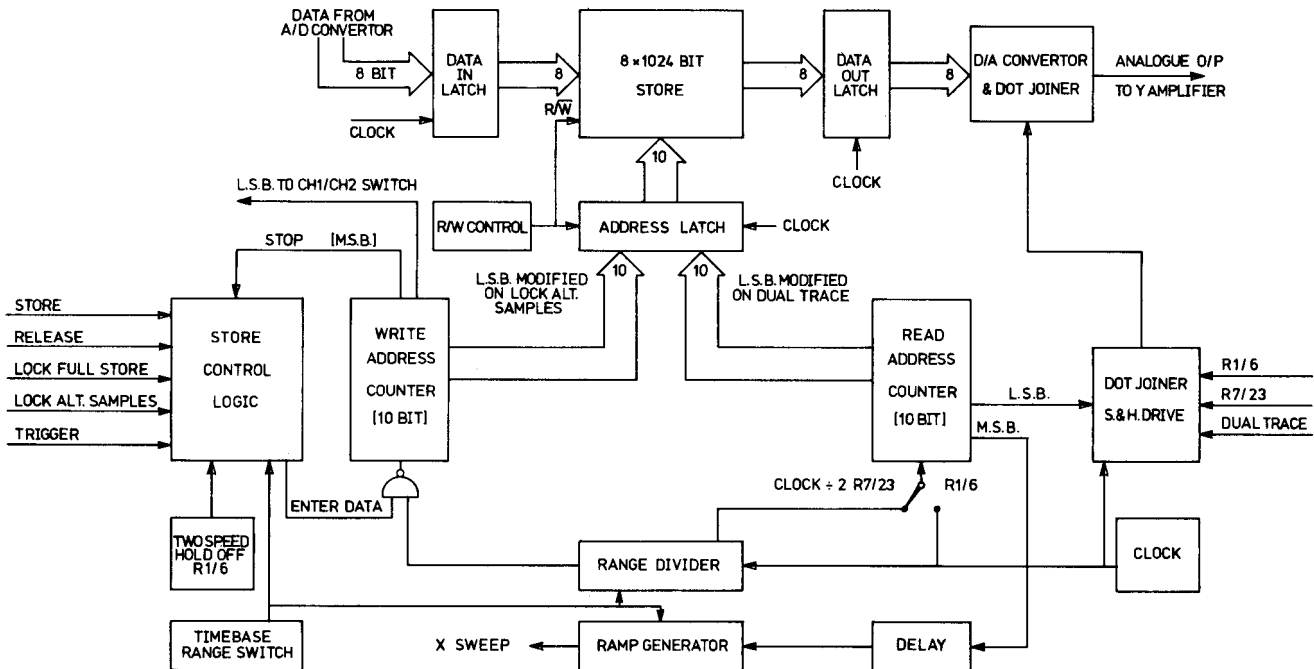 DATA FROM
A/D CONVERTOR
8 BIT
DATA
IN
LATCH
8
8 × 1024 BIT
STORE
8
DATA
OUT
LATCH
8
D/A CONVERTOR
& DOT JOINER
ANALOGUE O/P
TO Y AMPLIFIER
CLOCK
R/W̅
10
CLOCK
L.S.B. TO CH1/CH2 SWITCH
R/W CONTROL
ADDRESS LATCH
CLOCK
STOP [M.S.B.]
10
10
L.S.B. MODIFIED
ON LOCK ALT.
SAMPLES
L.S.B. MODIFIED
ON DUAL TRACE
STORE
RELEASE
LOCK FULL STORE
LOCK ALT. SAMPLES
TRIGGER
STORE
CONTROL
LOGIC
WRITE
ADDRESS
COUNTER
[10 BIT]
READ
ADDRESS
COUNTER
[10 BIT]
L.S.B.
M.S.B.
DOT JOINER
S.& H. DRIVE
R1/6
R7/23
DUAL TRACE
ENTER DATA
CLOCK ÷ 2 R7/23
R1/6
TWO SPEED
HOLD OFF
R1/6
RANGE DIVIDER
CLOCK
TIMEBASE
RANGE SWITCH
X SWEEP
RAMP GENERATOR
DELAY